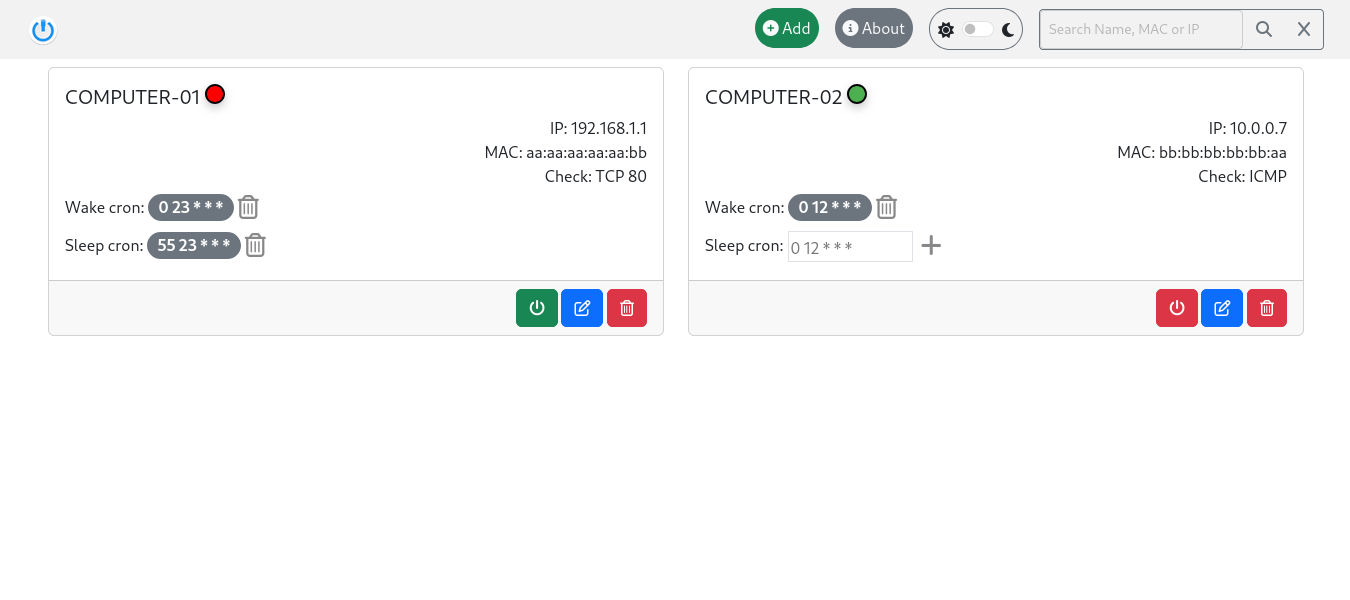 Add About Search Name, MAC or IP
COMPUTER-01
IP: 192.168.1.1
MAC: aa:aa:aa:aa:aa:bb
Check: TCP 80
Wake cron: 0 23 * * *
Sleep cron: 55 23 * * *
COMPUTER-02
IP: 10.0.0.7
MAC: bb:bb:bb:bb:bb:aa
Check: ICMP
Wake cron: 0 12 * * *
Sleep cron: 0 12 * * *